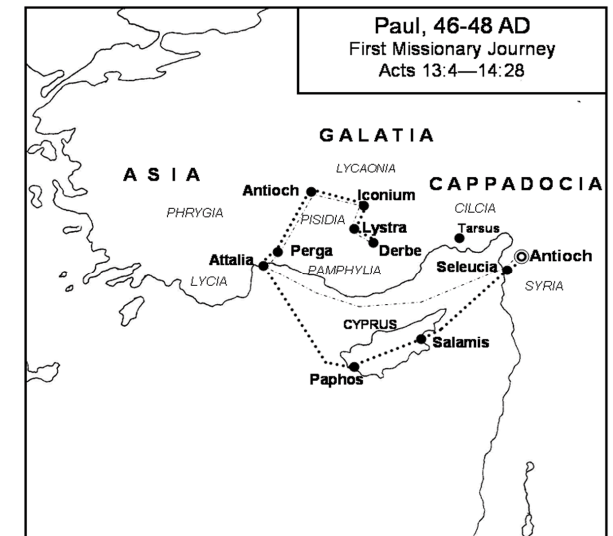 Paul, 46-48 AD
First Missionary Journey
Acts 13:4—14:28
GALATIA
LYCAONIA
ASIA
CAPPADOCIA
Antioch
Iconium
PHRYGIA
PISIDIA
CILCIA
Lystra
Tarsus
Perga
Derbe
Antioch
Attalia
PAMPHYLIA
Seleucia
LYCIA
SYRIA
CYPRUS
Salamis
Paphos